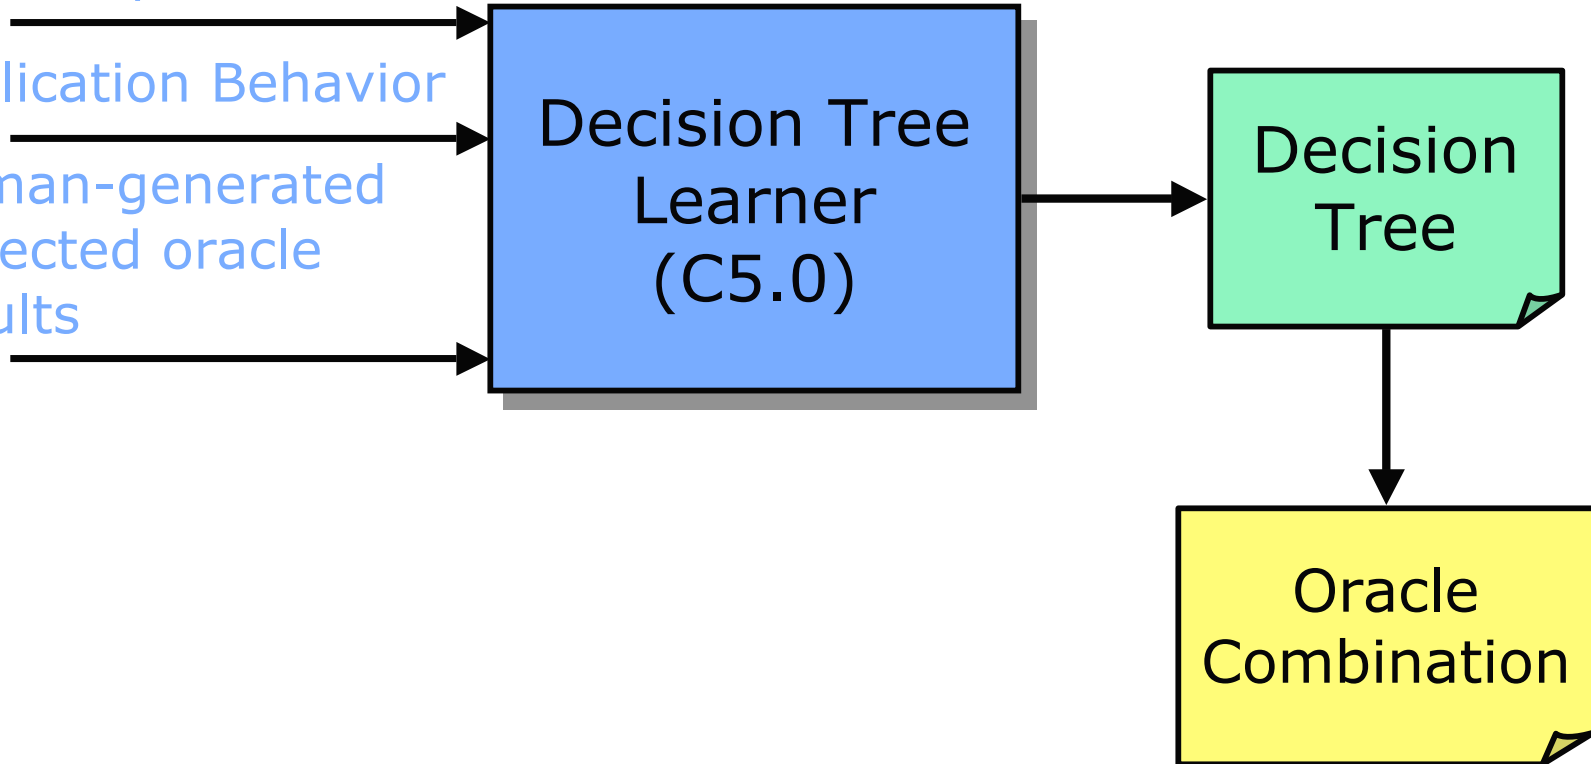 lication Behavior
man-generated
ected oracle
ults
Decision Tree
Learner
(C5.0)
Decision
Tree
Oracle
Combination